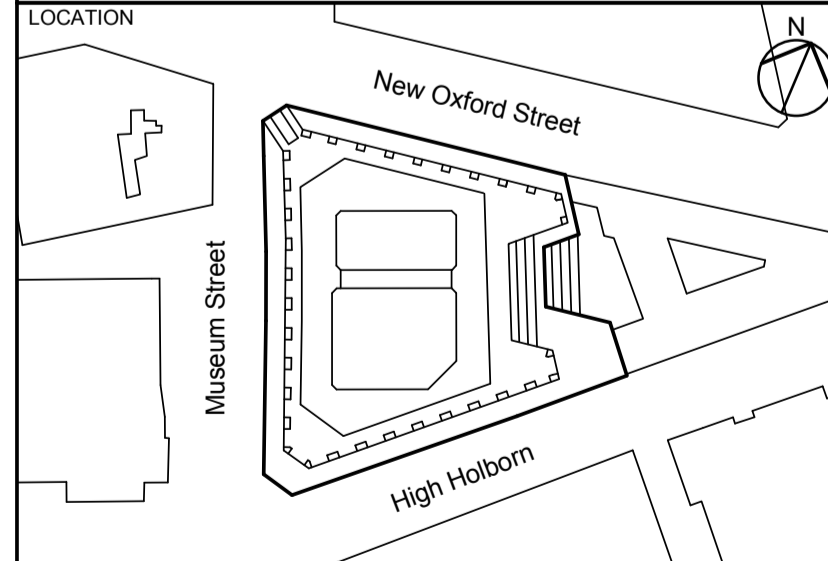 LOCATION
N
New Oxford Street
Museum Street
High Holborn